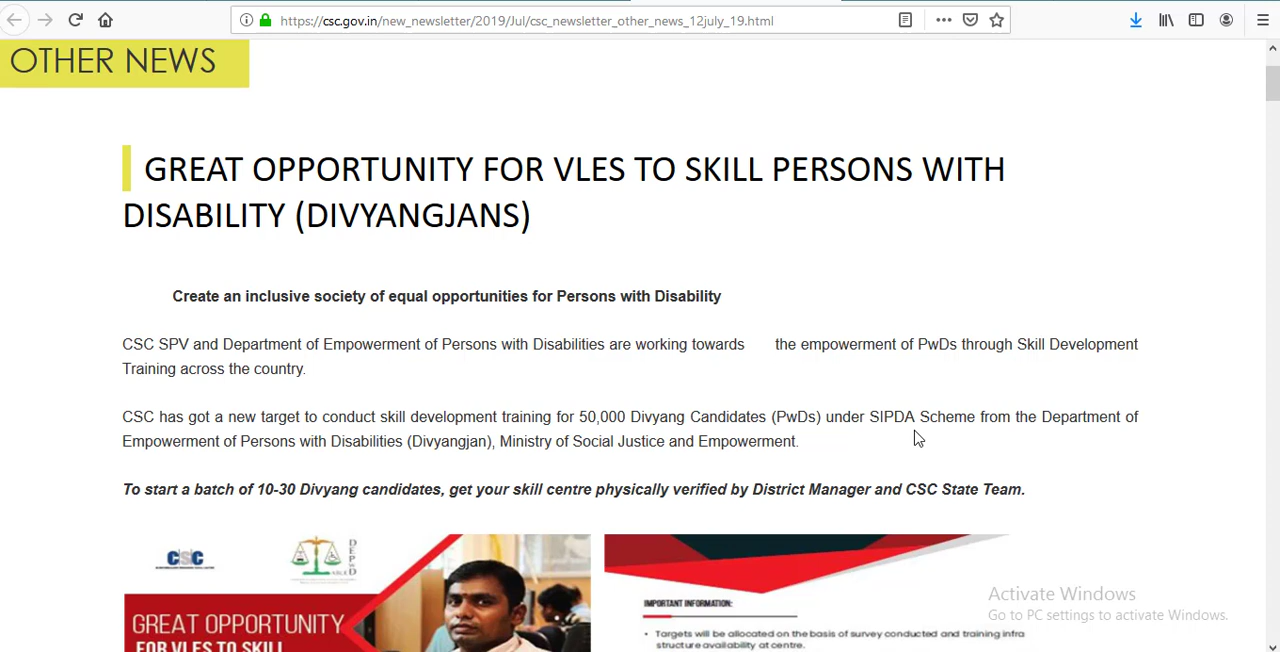 https://csc.gov.in/new_newsletter/2019/Jul/csc_newsletter_other_news_12july_19.html
OTHER NEWS
GREAT OPPORTUNITY FOR VLES TO SKILL PERSONS WITH
DISABILITY (DIVYANGJANS)
Create an inclusive society of equal opportunities for Persons with Disability
CSC SPV and Department of Empowerment of Persons with Disabilities are working towards the empowerment of PwDs through Skill Development
Training across the country.
CSC has got a new target to conduct skill development training for 50,000 Divyang Candidates (PwDs) under SIPDA Scheme from the Department of
Empowerment of Persons with Disabilities (Divyangjan), Ministry of Social Justice and Empowerment.
To start a batch of 10-30 Divyang candidates, get your skill centre physically verified by District Manager and CSC State Team.
CSC
DEPwD
GREAT OPPORTUNITY
FOR VLES TO SKILL
IMPORTANT INFORMATION:
• Targets will be allocated on the basis of survey conducted and training infra
structure availability at centre.
Activate Windows
Go to PC settings to activate Windows.